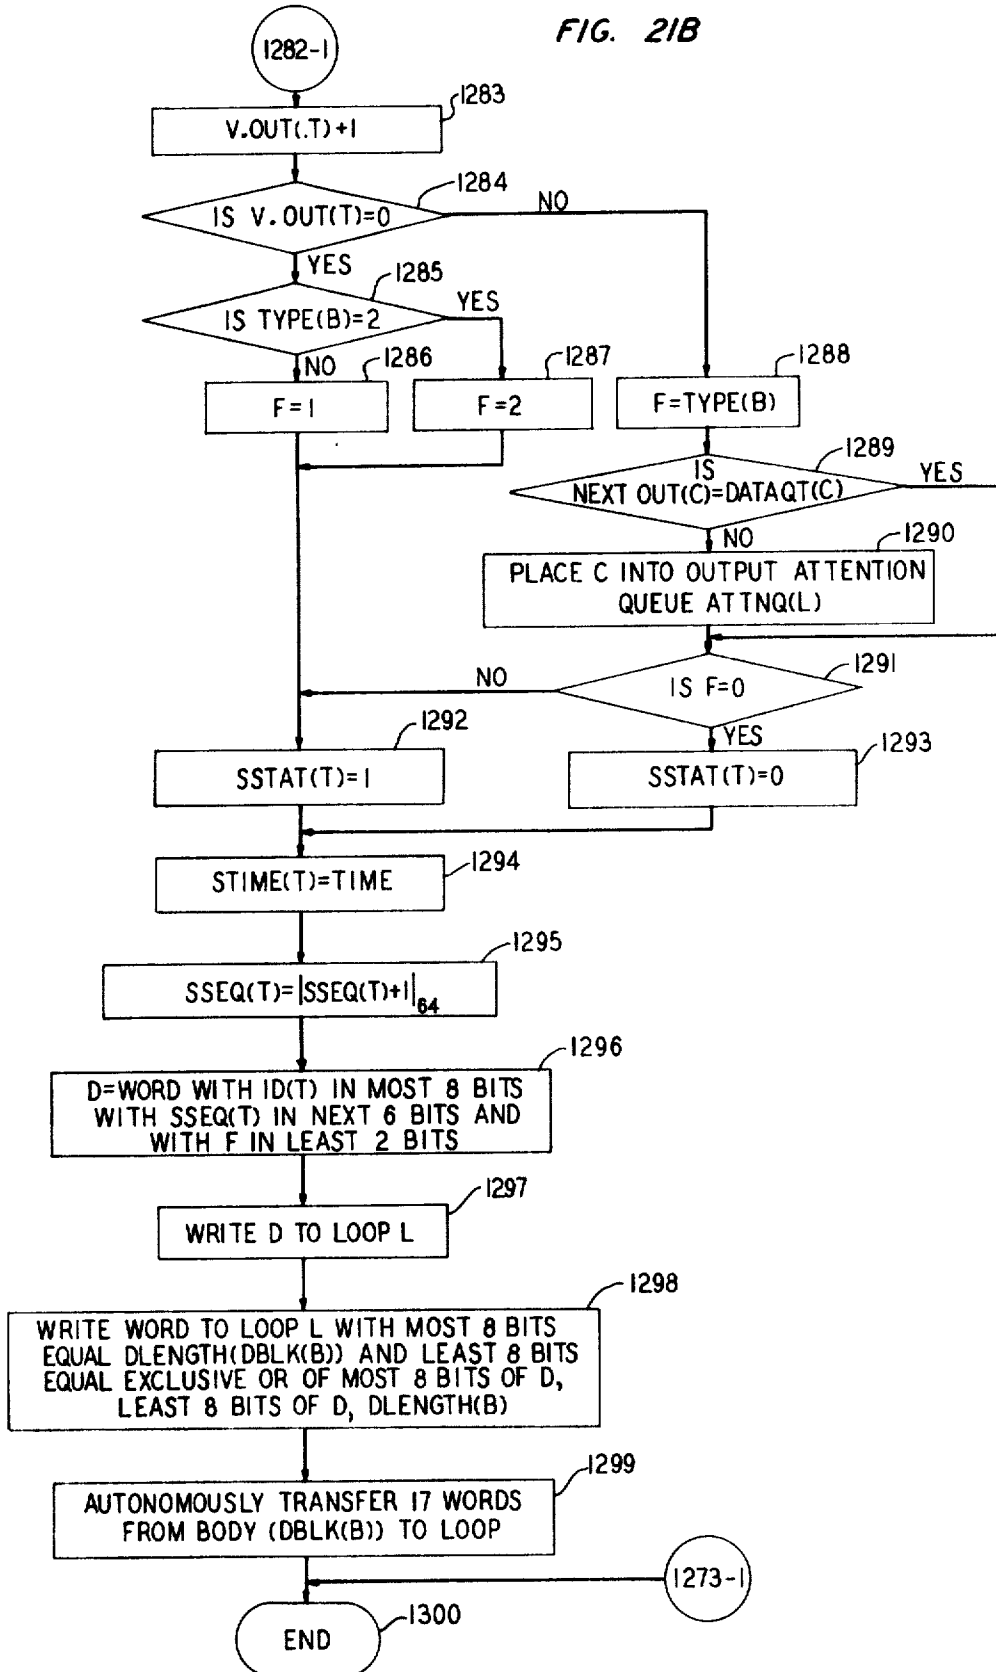 FIG. 21B
1282-1
1283
V.OUT(.T)+1
1284
IS V.OUT(T)=0
NO
YES
1285
IS TYPE(B)=2
YES
NO
1286
F=1
1287
F=2
1288
F=TYPE(B)
1289
IS
NEXT OUT(C)=DATAQT(C)
YES
NO
1290
PLACE C INTO OUTPUT ATTENTION
QUEUE ATTNQ(L)
1291
IS F=0
NO
YES
1292
SSTAT(T)=1
1293
SSTAT(T)=0
1294
STIME(T)=TIME
1295
SSEQ(T)=|SSEQ(T)+1|64
1296
D=WORD WITH ID(T) IN MOST 8 BITS
WITH SSEQ(T) IN NEXT 6 BITS AND
WITH F IN LEAST 2 BITS
1297
WRITE D TO LOOP L
1298
WRITE WORD TO LOOP L WITH MOST 8 BITS
EQUAL DLENGTH(DBLK(B)) AND LEAST 8 BITS
EQUAL EXCLUSIVE OR OF MOST 8 BITS OF D,
LEAST 8 BITS OF D, DLENGTH(B)
1299
AUTONOMOUSLY TRANSFER 17 WORDS
FROM BODY (DBLK(B)) TO LOOP
1273-1
1300
END